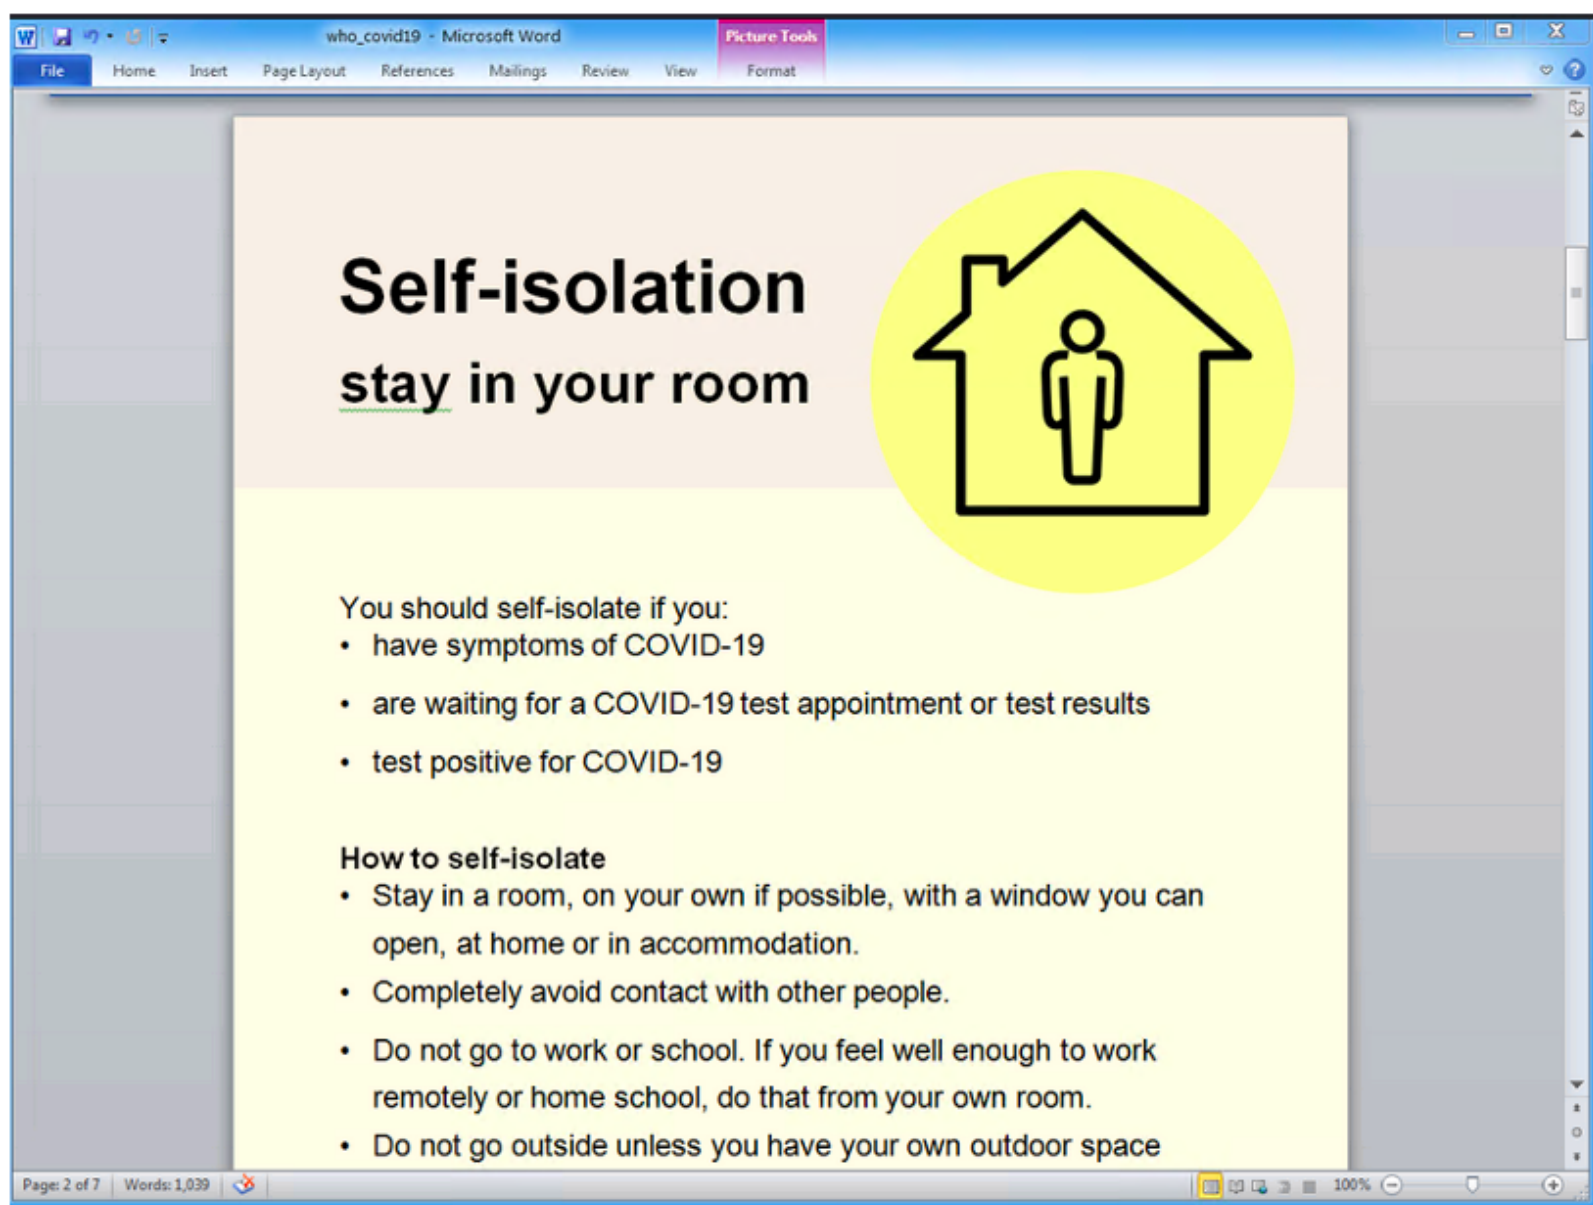 who_covid19 - Microsoft Word
Picture Tools
File Home Insert Page Layout References Mailings Review View Format
Self-isolation
stay in your room
You should self-isolate if you:
• have symptoms of COVID-19
• are waiting for a COVID-19 test appointment or test results
• test positive for COVID-19
How to self-isolate
• Stay in a room, on your own if possible, with a window you can
open, at home or in accommodation.
• Completely avoid contact with other people.
• Do not go to work or school. If you feel well enough to work
remotely or home school, do that from your own room.
• Do not go outside unless you have your own outdoor space
Page: 2 of 7 Words: 1,039 100%